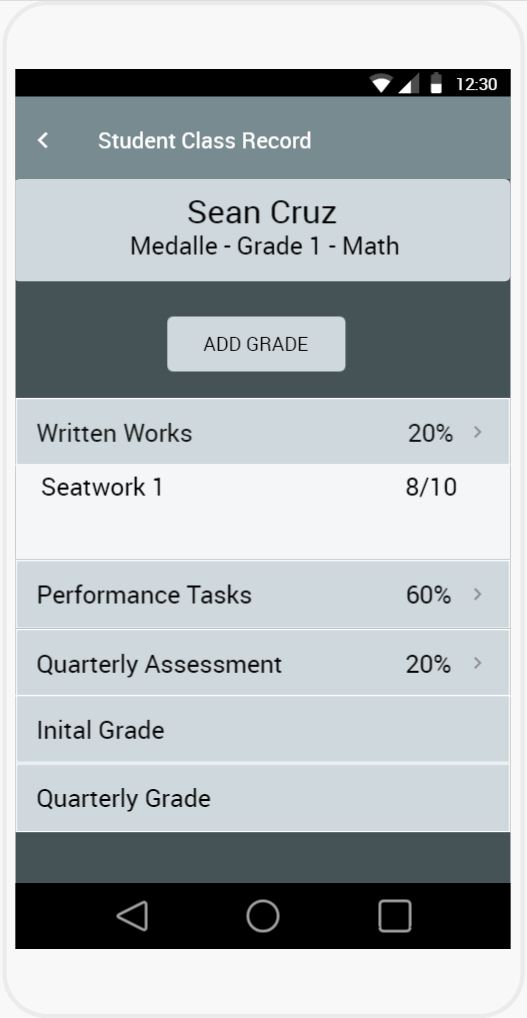 12:30
Student Class Record
Sean Cruz
Medalle - Grade 1 - Math
ADD GRADE
Written Works 20%
Seatwork 1 8/10
Performance Tasks 60%
Quarterly Assessment 20%
Inital Grade
Quarterly Grade